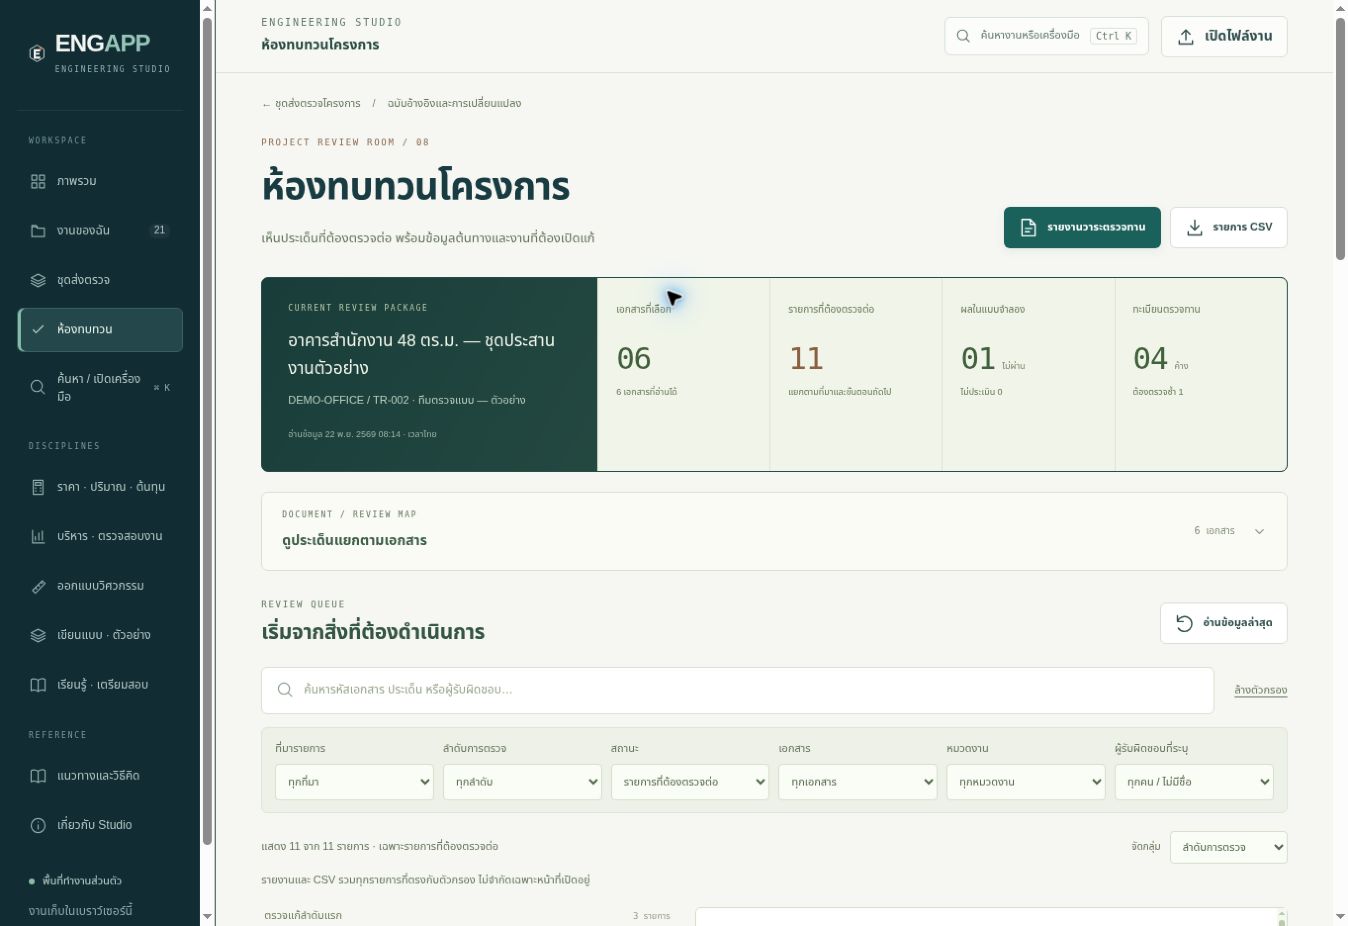 ENGAPP
ENGINEERING STUDIO
WORKSPACE
ภาพรวม
งานของฉัน 21
ชุดส่งตรวจ
ห้องทบทวน
ค้นหา / เปิดเครื่อง
มือ
⌘ K
DISCIPLINES
ราคา · ปริมาณ · ต้นทุน
บริหาร · ตรวจสอบงาน
ออกแบบวิศวกรรม
เขียนแบบ · ตัวอย่าง
เรียนรู้ · เตรียมสอบ
REFERENCE
แนวทางและวิธีคิด
เกี่ยวกับ Studio
พื้นที่ทำงานส่วนตัว
งานเก็บในเบราว์เซอร์นี้
ENGINEERING STUDIO
ห้องทบทวนโครงการ
ค้นหางานหรือเครื่องมือ Ctrl K
เปิดไฟล์งาน
← ชุดส่งตรวจโครงการ / ฉบับอ้างอิงและการเปลี่ยนแปลง
PROJECT REVIEW ROOM / 08
ห้องทบทวนโครงการ
เห็นประเด็นที่ต้องตรวจต่อ พร้อมข้อมูลต้นทางและงานที่ต้องเปิดแก้
รายงานวาระตรวจทาน
รายการ CSV
CURRENT REVIEW PACKAGE
อาคารสำนักงาน 48 ตร.ม. — ชุดประสาน
งานตัวอย่าง
DEMO-OFFICE / TR-002 · ทีมตรวจแบบ — ตัวอย่าง
อ่านข้อมูล 22 พ.ย. 2569 08:14 · เวลาไทย
เอกสารที่เลือก
06
6 เอกสารที่อ่านได้
รายการที่ต้องตรวจต่อ
11
แยกตามที่มาและขั้นตอนถัดไป
ผลในแบบจำลอง
01 ไม่ผ่าน
ไม่ประเมิน 0
ทะเบียนตรวจทาน
04 ค้าง
ต้องตรวจซ้ำ 1
DOCUMENT / REVIEW MAP
ดูประเด็นแยกตามเอกสาร
6 เอกสาร
REVIEW QUEUE
เริ่มจากสิ่งที่ต้องดำเนินการ
อ่านข้อมูลล่าสุด
ค้นหารหัสเอกสาร ประเด็น หรือผู้รับผิดชอบ...
ล้างตัวกรอง
ที่มารายการ ลำดับการตรวจ สถานะ เอกสาร หมวดงาน ผู้รับผิดชอบที่ระบุ
ทุกที่มา ทุกลำดับ รายการที่ต้องตรวจต่อ ทุกเอกสาร ทุกหมวดงาน ทุกคน / ไม่มีชื่อ
แสดง 11 จาก 11 รายการ · เฉพาะรายการที่ต้องตรวจต่อ
จัดกลุ่ม ลำดับการตรวจ
รายงานและ CSV รวมทุกรายการที่ตรงกับตัวกรอง ไม่จำกัดเฉพาะหน้าที่เปิดอยู่
ตรวจแก้ลำดับแรก 3 รายการ